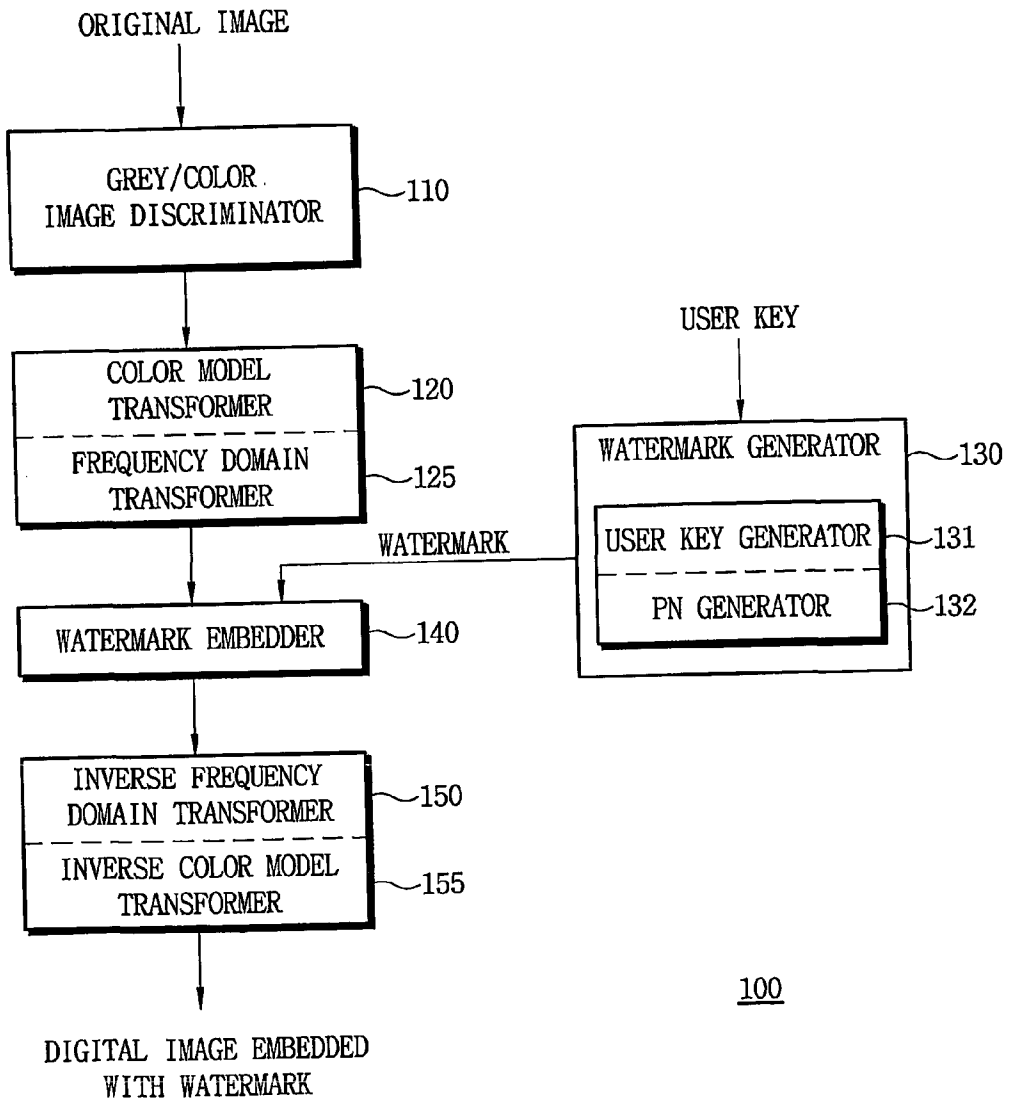 ORIGINAL IMAGE
GREY/COLOR
IMAGE DISCRIMINATOR
110
COLOR MODEL
TRANSFORMER
120
FREQUENCY DOMAIN
TRANSFORMER
125
USER KEY
WATERMARK GENERATOR
130
USER KEY GENERATOR
131
PN GENERATOR
132
WATERMARK
WATERMARK EMBEDDER
140
INVERSE FREQUENCY
DOMAIN TRANSFORMER
150
INVERSE COLOR MODEL
TRANSFORMER
155
100
DIGITAL IMAGE EMBEDDED
WITH WATERMARK